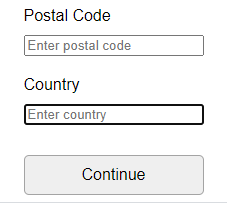 Postal Code
Enter postal code
Country
Enter country
Continue